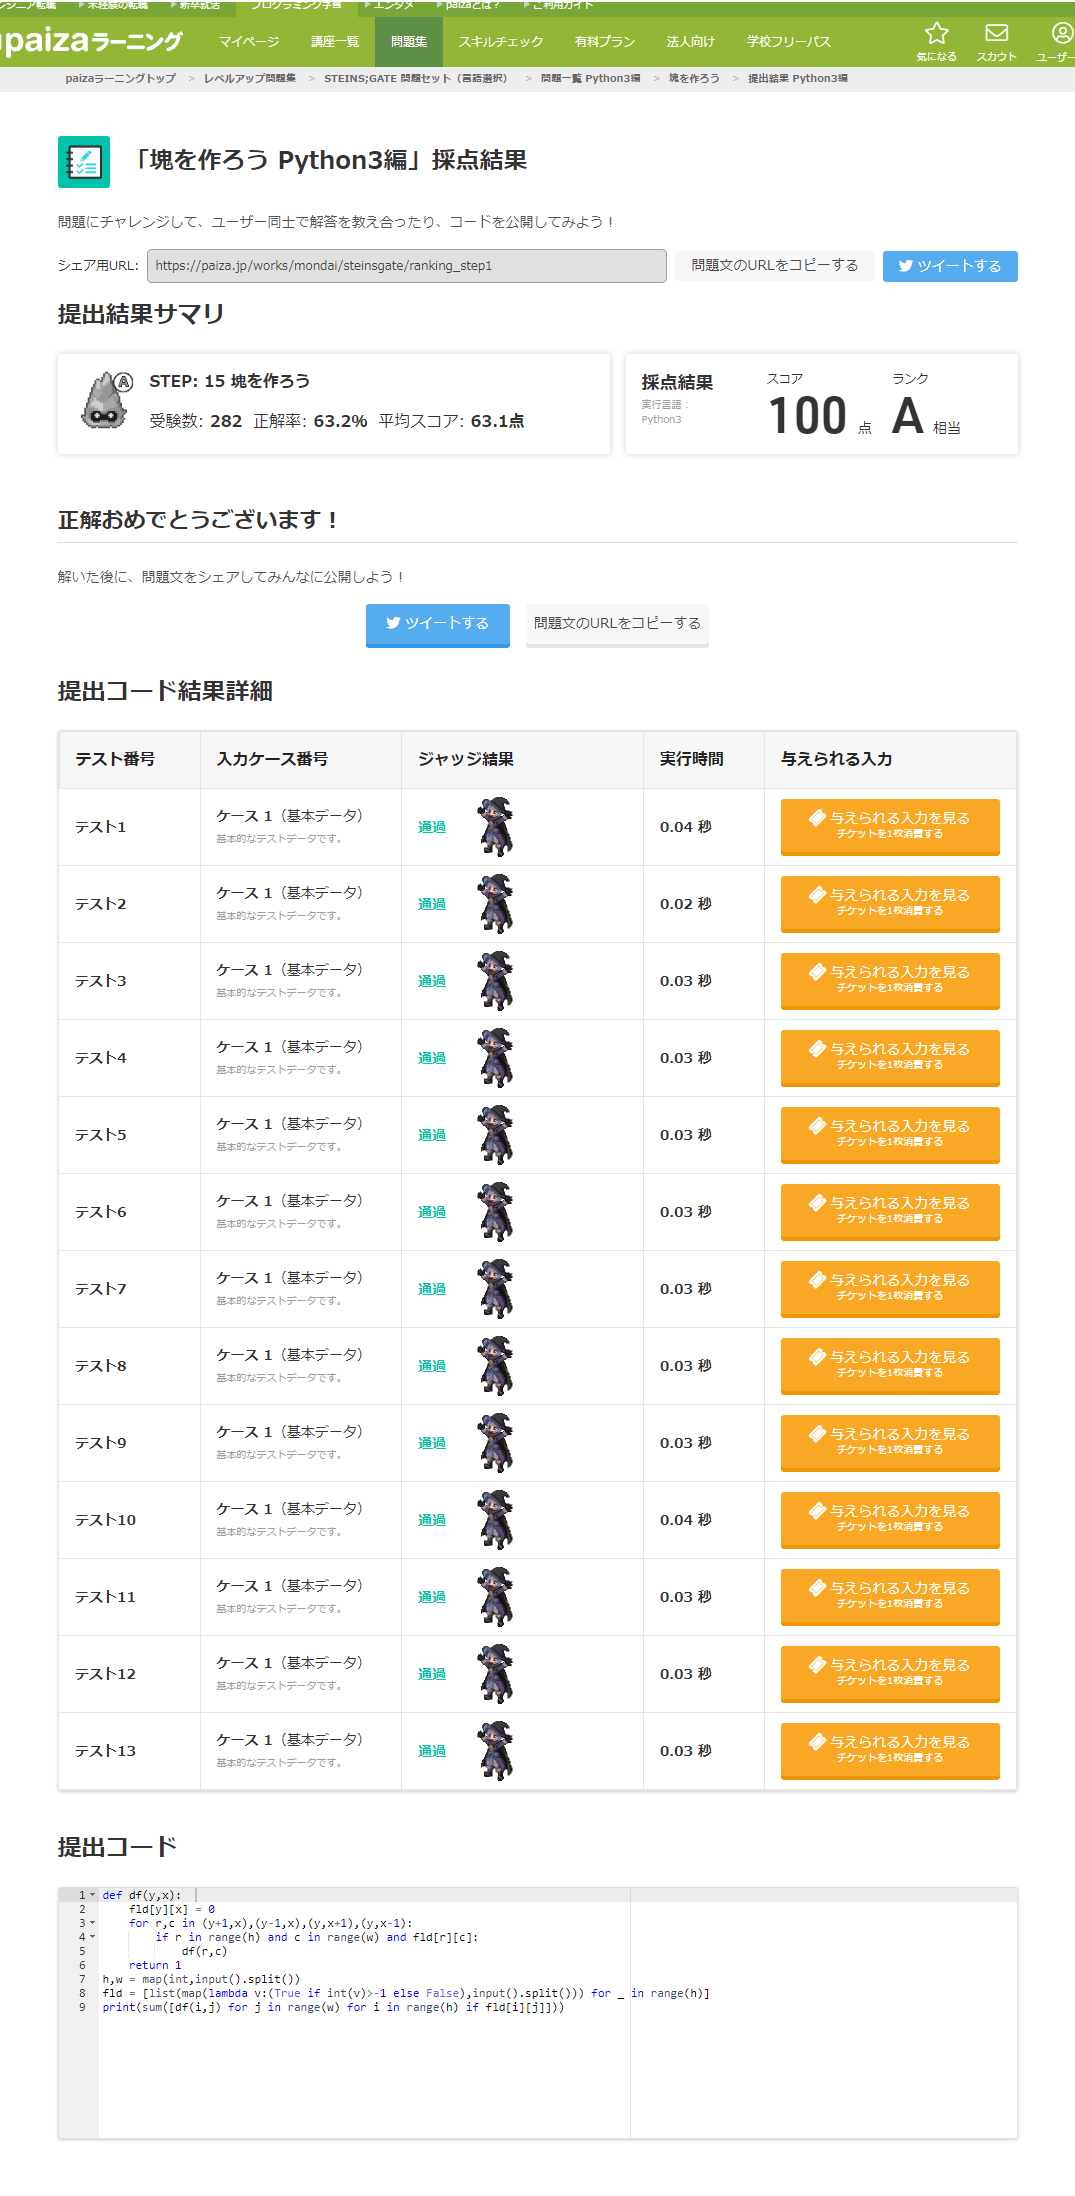 ンジニア転職 未経験の転職 新卒就活 プログラミング学習 エンタメ paizaとは？ ご利用ガイド
paizaラーニング マイページ 講座一覧 問題集 スキルチェック 有料プラン 法人向け 学校フリーパス 気になる スカウト ユーザー
paizaラーニングトップ > レベルアップ問題集 > STEINS;GATE 問題セット（言語選択） > 問題一覧 Python3編 > 塊を作ろう > 提出結果 Python3編
「塊を作ろう Python3編」採点結果
問題にチャレンジして、ユーザー同士で解答を教え合ったり、コードを公開してみよう！
シェア用URL: https://paiza.jp/works/mondai/steinsgate/ranking_step1 問題文のURLをコピーする ツイートする
提出結果サマリ
A
STEP: 15 塊を作ろう
受験数: 282 正解率: 63.2% 平均スコア: 63.1点
採点結果
実行言語：
Python3
スコア
100 点
ランク
A 相当
正解おめでとうございます！
解いた後に、問題文をシェアしてみんなに公開しよう！
ツイートする 問題文のURLをコピーする
提出コード結果詳細
テスト番号 入力ケース番号 ジャッジ結果 実行時間 与えられる入力
テスト1 ケース 1（基本データ） 通過 0.04 秒 与えられる入力を見る
基本的なテストデータです。 チケットを1枚消費する
テスト2 ケース 1（基本データ） 通過 0.02 秒 与えられる入力を見る
基本的なテストデータです。 チケットを1枚消費する
テスト3 ケース 1（基本データ） 通過 0.03 秒 与えられる入力を見る
基本的なテストデータです。 チケットを1枚消費する
テスト4 ケース 1（基本データ） 通過 0.03 秒 与えられる入力を見る
基本的なテストデータです。 チケットを1枚消費する
テスト5 ケース 1（基本データ） 通過 0.03 秒 与えられる入力を見る
基本的なテストデータです。 チケットを1枚消費する
テスト6 ケース 1（基本データ） 通過 0.03 秒 与えられる入力を見る
基本的なテストデータです。 チケットを1枚消費する
テスト7 ケース 1（基本データ） 通過 0.03 秒 与えられる入力を見る
基本的なテストデータです。 チケットを1枚消費する
テスト8 ケース 1（基本データ） 通過 0.03 秒 与えられる入力を見る
基本的なテストデータです。 チケットを1枚消費する
テスト9 ケース 1（基本データ） 通過 0.03 秒 与えられる入力を見る
基本的なテストデータです。 チケットを1枚消費する
テスト10 ケース 1（基本データ） 通過 0.04 秒 与えられる入力を見る
基本的なテストデータです。 チケットを1枚消費する
テスト11 ケース 1（基本データ） 通過 0.03 秒 与えられる入力を見る
基本的なテストデータです。 チケットを1枚消費する
テスト12 ケース 1（基本データ） 通過 0.03 秒 与えられる入力を見る
基本的なテストデータです。 チケットを1枚消費する
テスト13 ケース 1（基本データ） 通過 0.03 秒 与えられる入力を見る
基本的なテストデータです。 チケットを1枚消費する
提出コード
1 def df(y,x):
2     fld[y][x] = 0
3     for r,c in (y+1,x),(y-1,x),(y,x+1),(y,x-1):
4         if r in range(h) and c in range(w) and fld[r][c]:
5             df(r,c)
6     return 1
7 h,w = map(int,input().split())
8 fld = [list(map(lambda v:(True if int(v)>-1 else False),input().split())) for _ in range(h)]
9 print(sum([df(i,j) for j in range(w) for i in range(h) if fld[i][j]]))